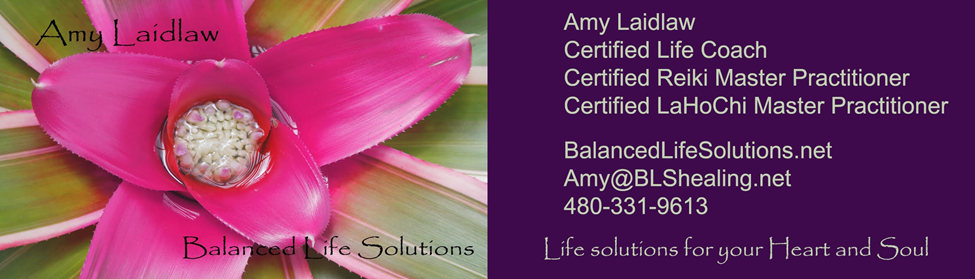 Amy Laidlaw
Balanced Life Solutions
Amy Laidlaw
Certified Life Coach
Certified Reiki Master Practitioner
Certified LaHoChi Master Practitioner
BalancedLifeSolutions.net
Amy@BLShealing.net
480-331-9613
Life solutions for your Heart and Soul